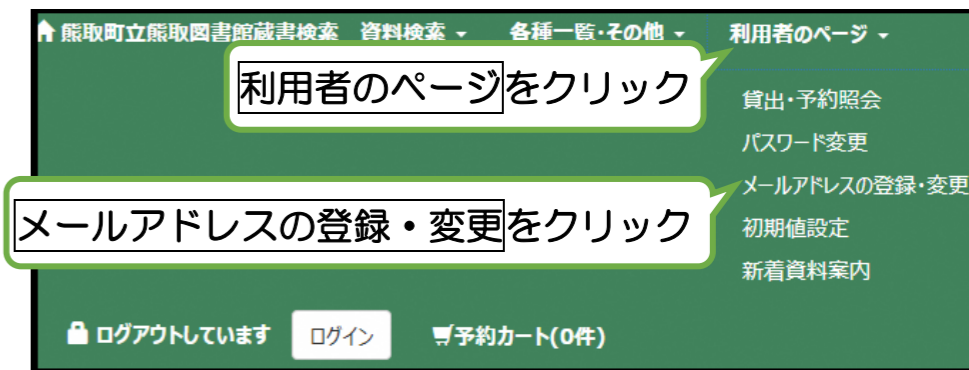 熊取町立熊取図書館蔵書検索 資料検索 各種一覧・その他 利用者のページ
利用者のページをクリック
貸出・予約照会
パスワード変更
メールアドレスの登録・変更
メールアドレスの登録・変更をクリック
初期値設定
新着資料案内
ログアウトしています ログイン 予約カート(0件)